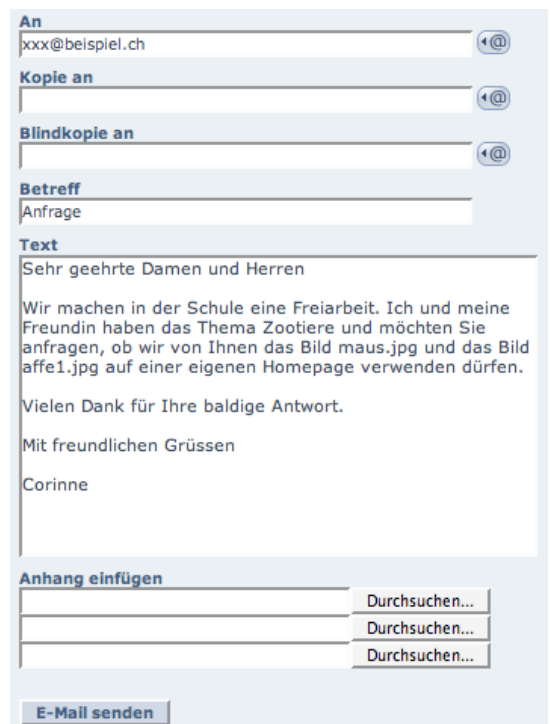 An
xxx@beispiel.ch
@
Kopie an
@
Blindkopie an
@
Betreff
Anfrage
Text
Sehr geehrte Damen und Herren
Wir machen in der Schule eine Freiarbeit. Ich und meine
Freundin haben das Thema Zootiere und möchten Sie
anfragen, ob wir von Ihnen das Bild maus.jpg und das Bild
affe1.jpg auf einer eigenen Homepage verwenden dürfen.
Vielen Dank für Ihre baldige Antwort.
Mit freundlichen Grüssen
Corinne
Anhang einfügen
Durchsuchen...
Durchsuchen...
Durchsuchen...
E-Mail senden